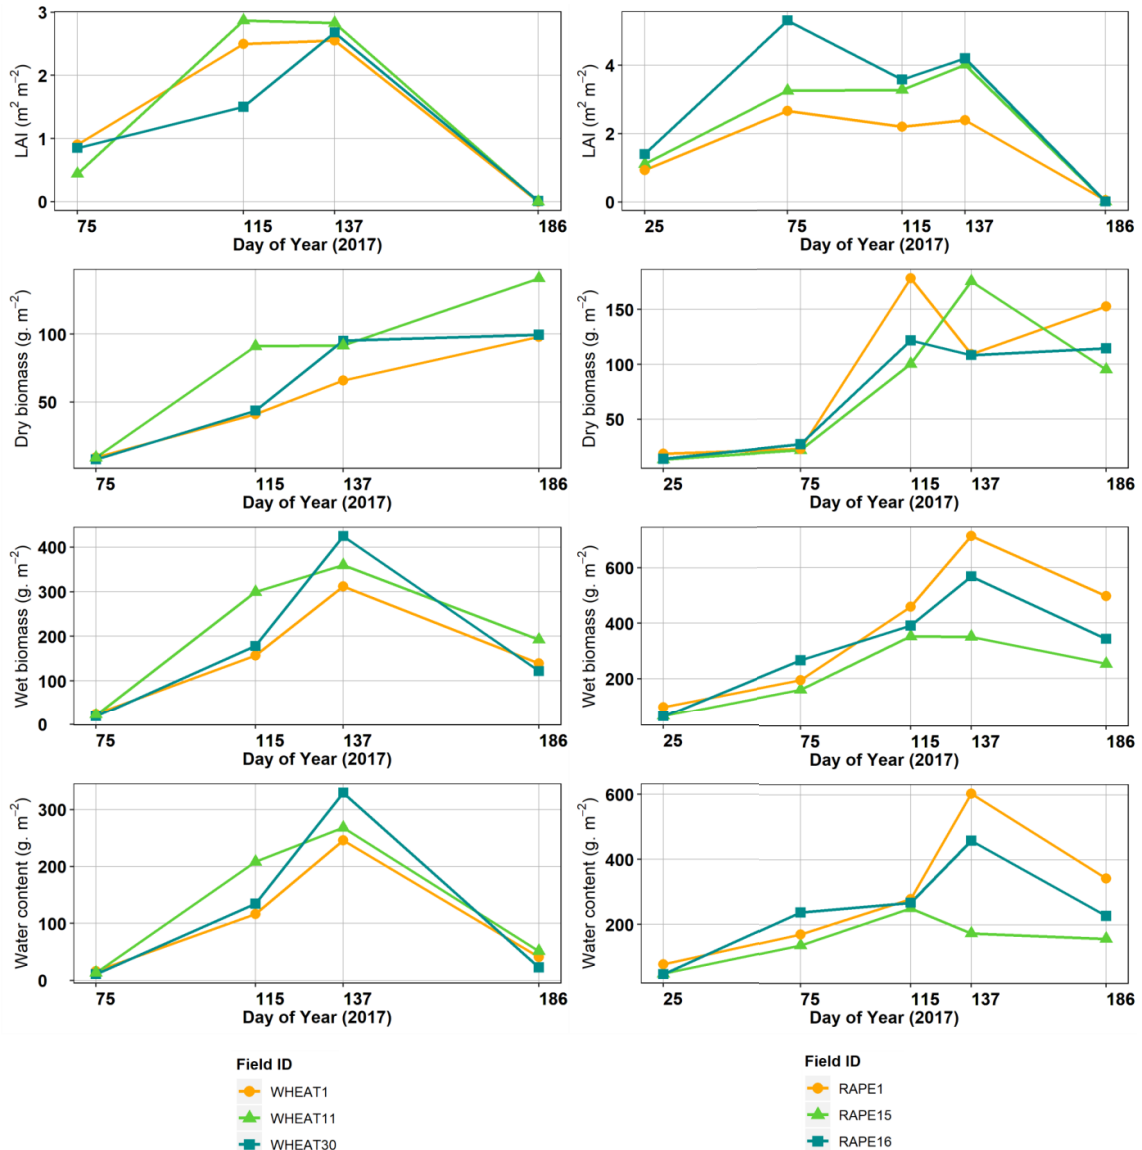 LAI (m² m⁻²)
3
2
1
0
75 115 137 186
Day of Year (2017)
LAI (m² m⁻²)
4
2
0
25 75 115 137 186
Day of Year (2017)
Dry biomass (g. m⁻²)
100
50
75 115 137 186
Day of Year (2017)
Dry biomass (g. m⁻²)
150
100
50
25 75 115 137 186
Day of Year (2017)
Wet biomass (g. m⁻²)
400
300
200
100
0
75 115 137 186
Day of Year (2017)
Wet biomass (g. m⁻²)
600
400
200
25 75 115 137 186
Day of Year (2017)
Water content (g. m⁻²)
300
200
100
0
75 115 137 186
Day of Year (2017)
Water content (g. m⁻²)
600
400
200
25 75 115 137 186
Day of Year (2017)
Field ID
WHEAT1
WHEAT11
WHEAT30
Field ID
RAPE1
RAPE15
RAPE16